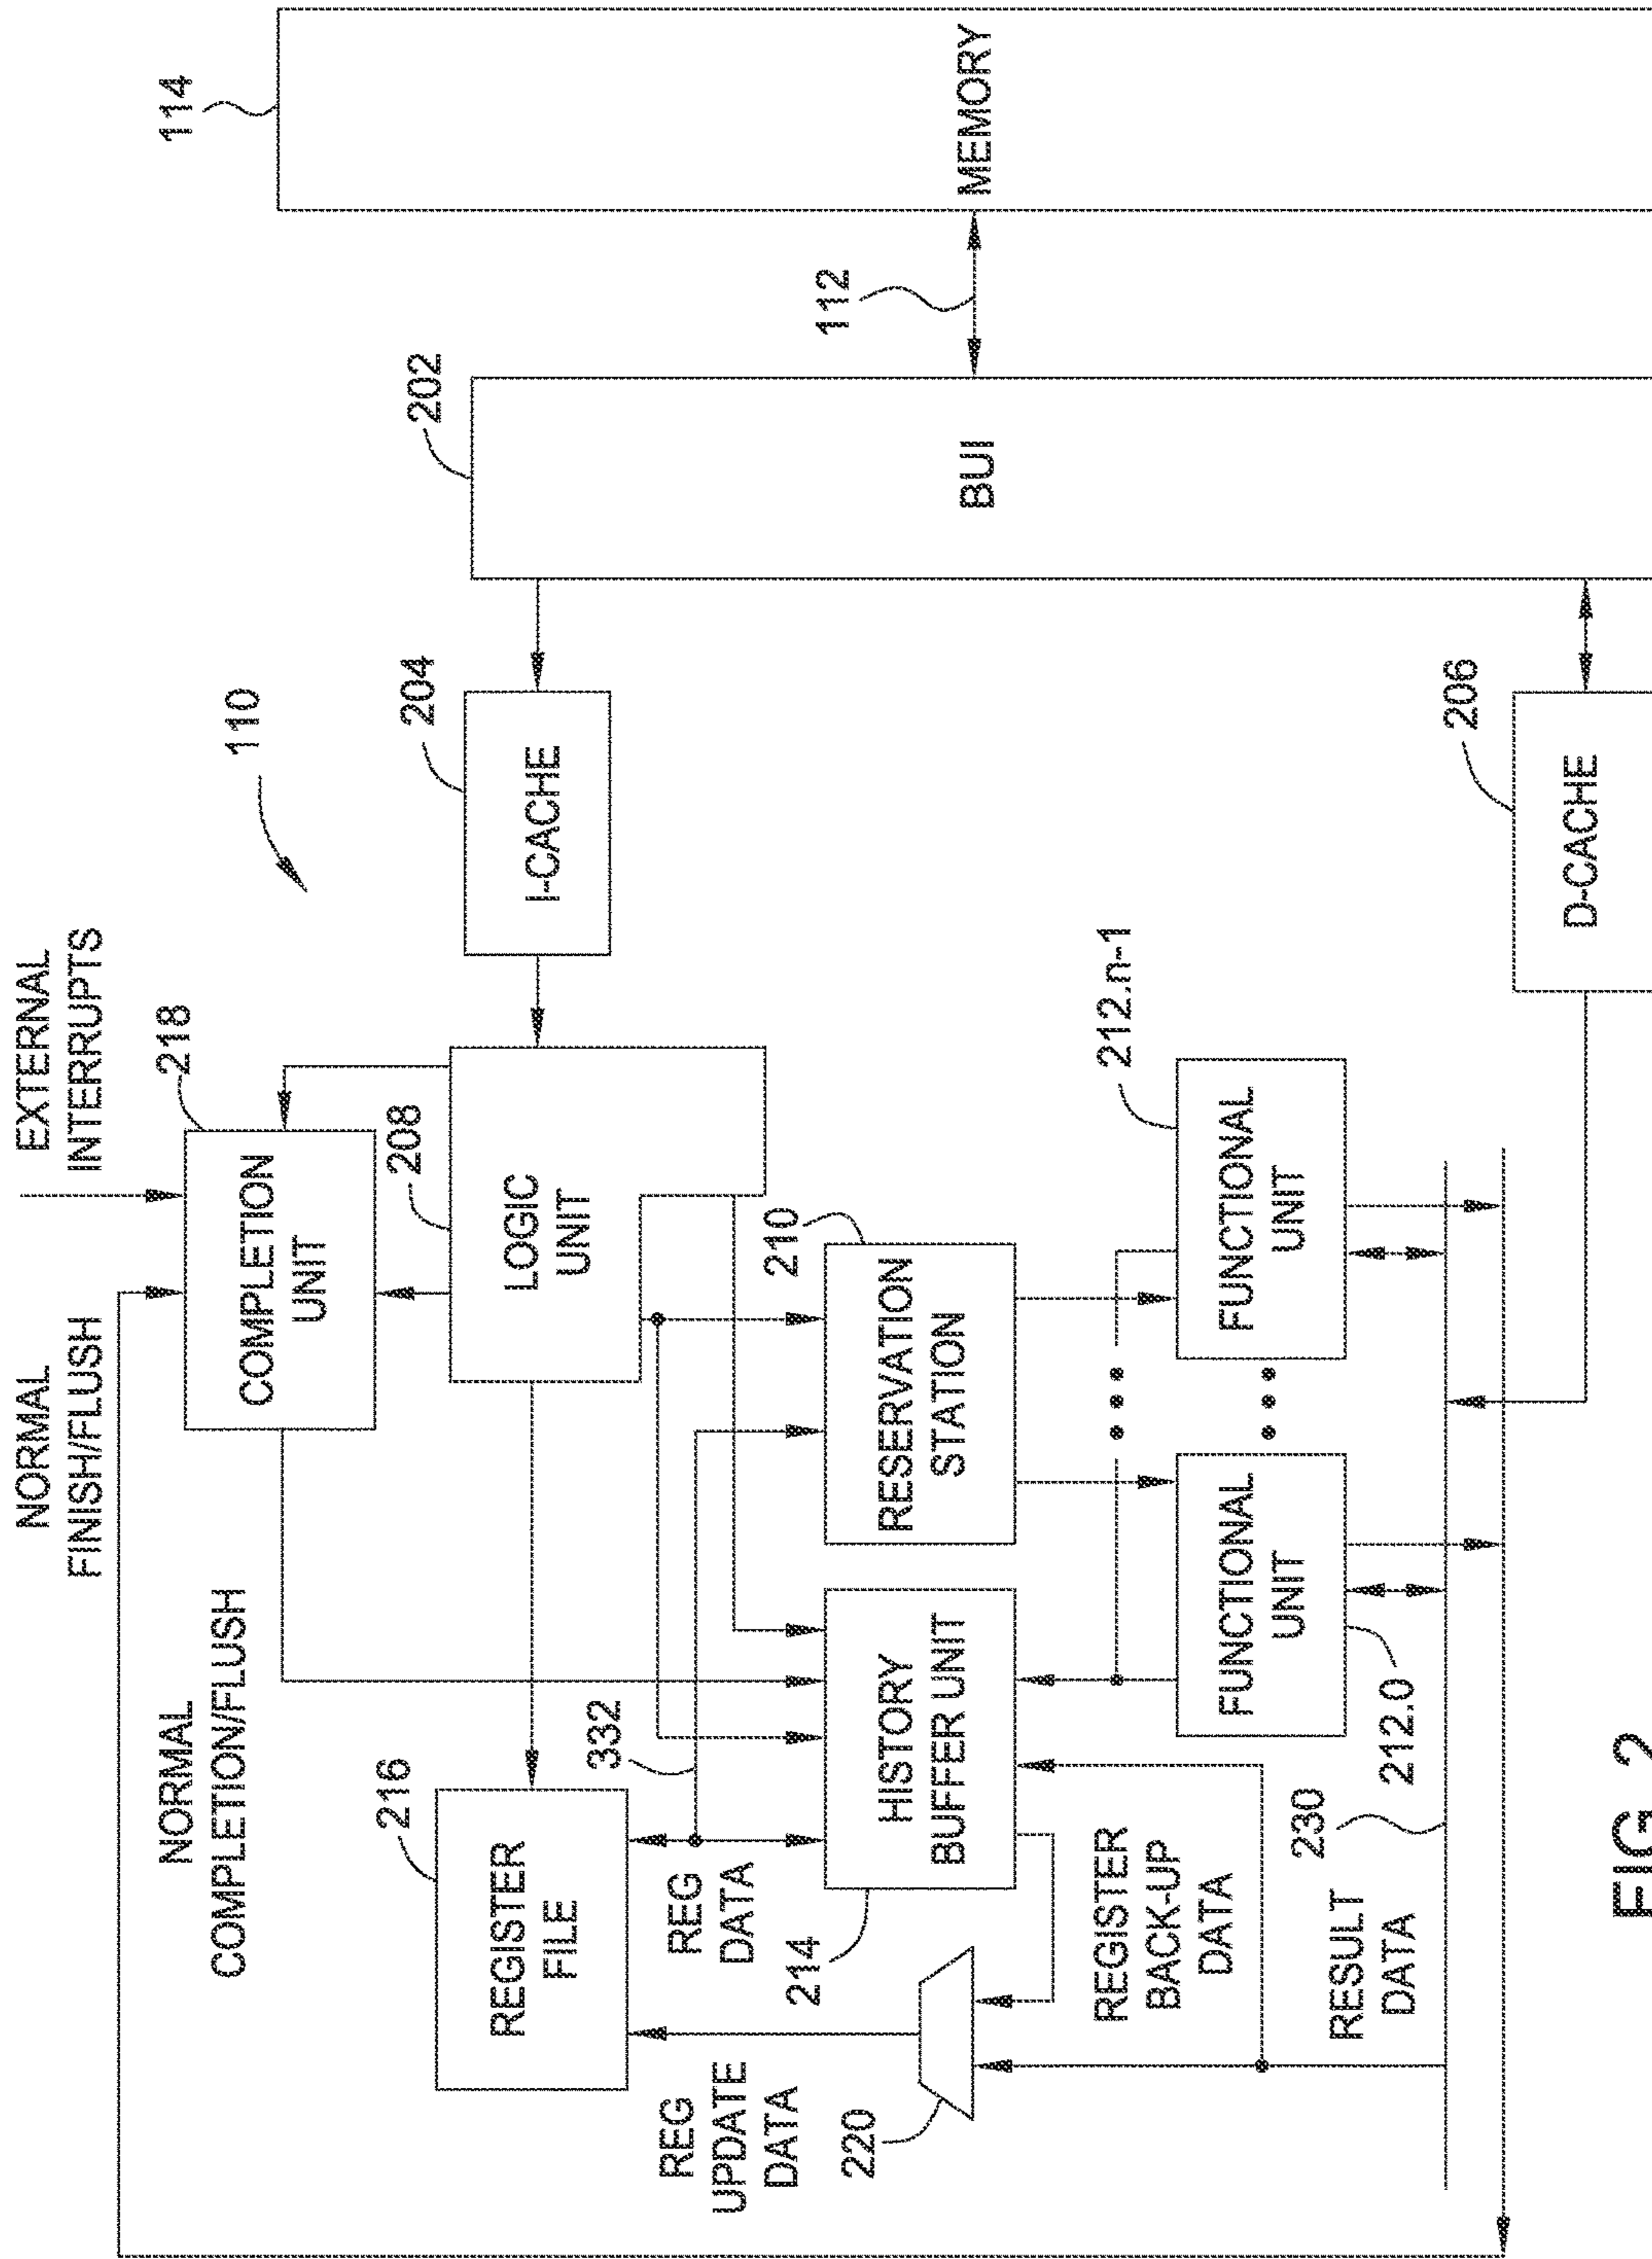 NORMAL
FINISH/FLUSH
EXTERNAL
INTERRUPTS
NORMAL
COMPLETION/FLUSH
218
114
COMPLETION
UNIT
110
216
208
204
202
REGISTER
FILE
LOGIC
UNIT
I-CACHE
332
REG
UPDATE
DATA
REG
DATA
210
214
112
220
HISTORY
BUFFER UNIT
RESERVATION
STATION
BUI
MEMORY
REGISTER
BACK-UP
DATA
212.n-1
FUNCTIONAL
UNIT
FUNCTIONAL
UNIT
230
RESULT
DATA
212.0
206
D-CACHE
FIG. 2